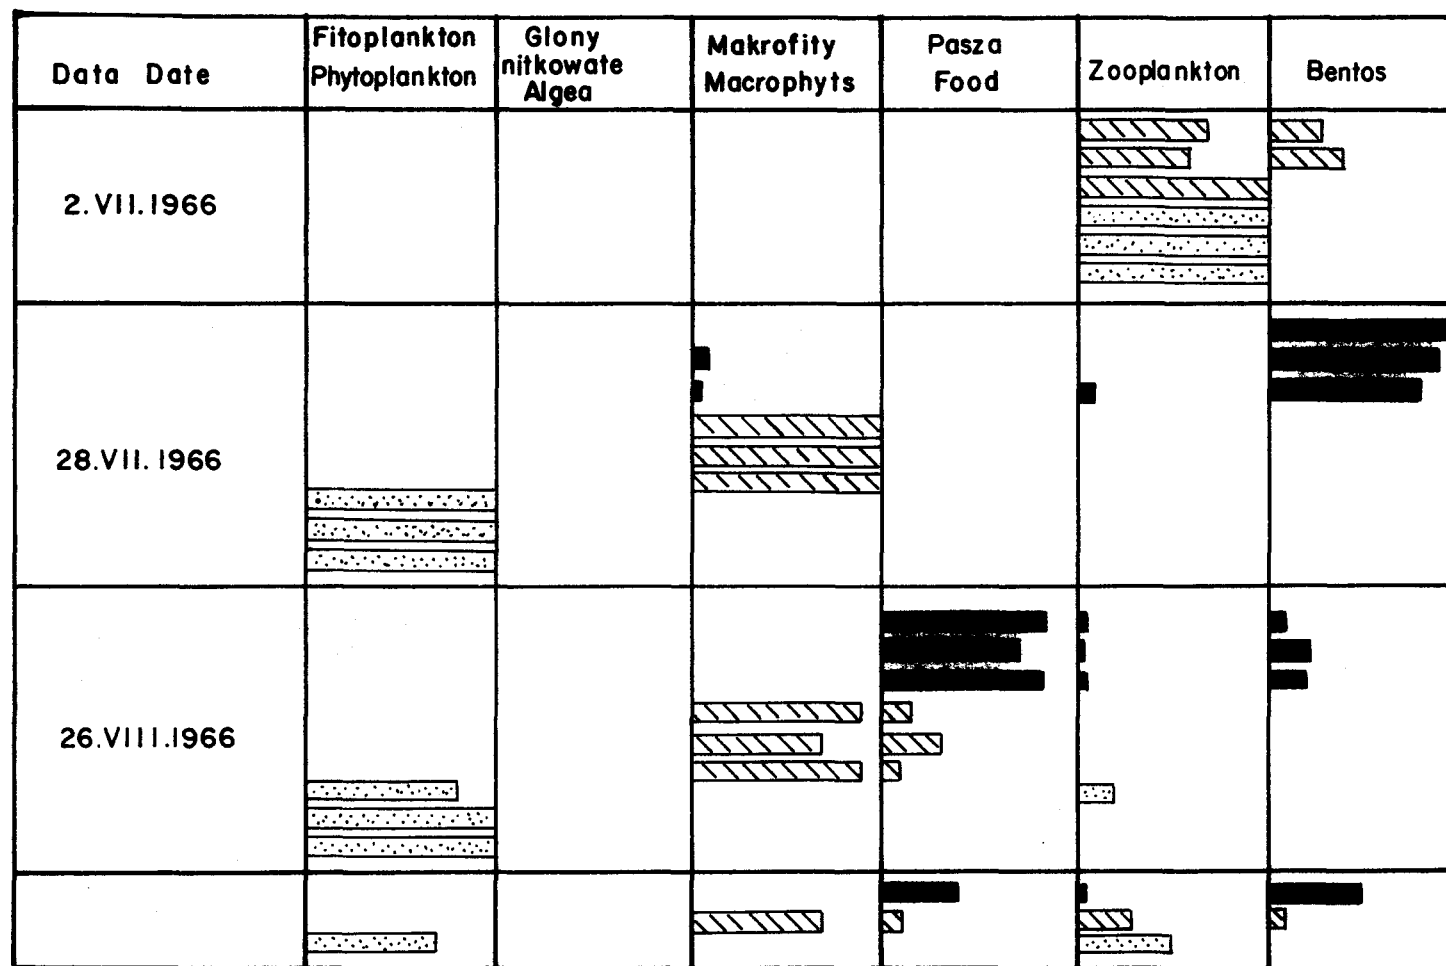 Data Date
Fitoplankton
Phytoplankton
Glony
nitkowate
Algea
Makrofity
Macrophyts
Pasza
Food
Zooplankton
Bentos
2.VII.1966
28.VII.1966
26.VIII.1966